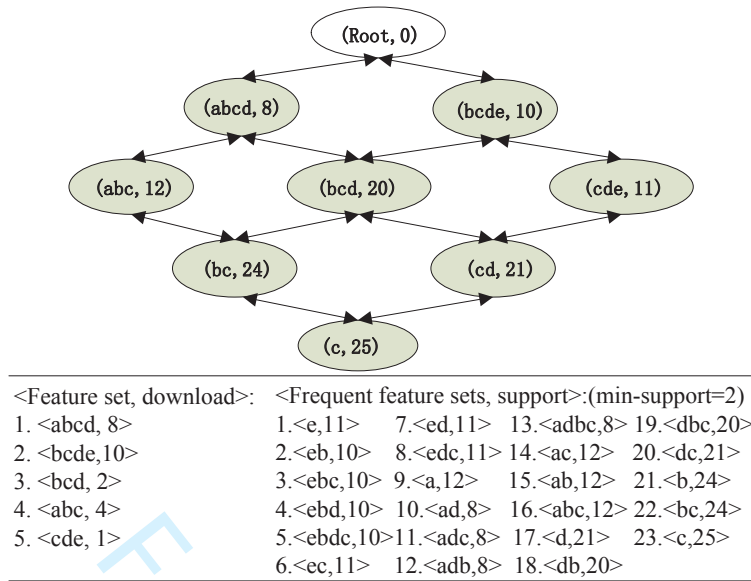 (Root, 0)
(abcd, 8)
(bcde, 10)
(abc, 12)
(bcd, 20)
(cde, 11)
(bc, 24)
(cd, 21)
(c, 25)
<Feature set, download>:
1. <abcd, 8>
2. <bcde,10>
3. <bcd, 2>
4. <abc, 4>
5. <cde, 1>
<Frequent feature sets, support>:(min-support=2)
1.<e,11> 7.<ed,11> 13.<adbc,8> 19.<dbc,20>
2.<eb,10> 8.<edc,11> 14.<ac,12> 20.<dc,21>
3.<ebc,10> 9.<a,12> 15.<ab,12> 21.<b,24>
4.<ebd,10> 10.<ad,8> 16.<abc,12> 22.<bc,24>
5.<ebdc,10> 11.<adc,8> 17.<d,21> 23.<c,25>
6.<ec,11> 12.<adb,8> 18.<db,20>
F